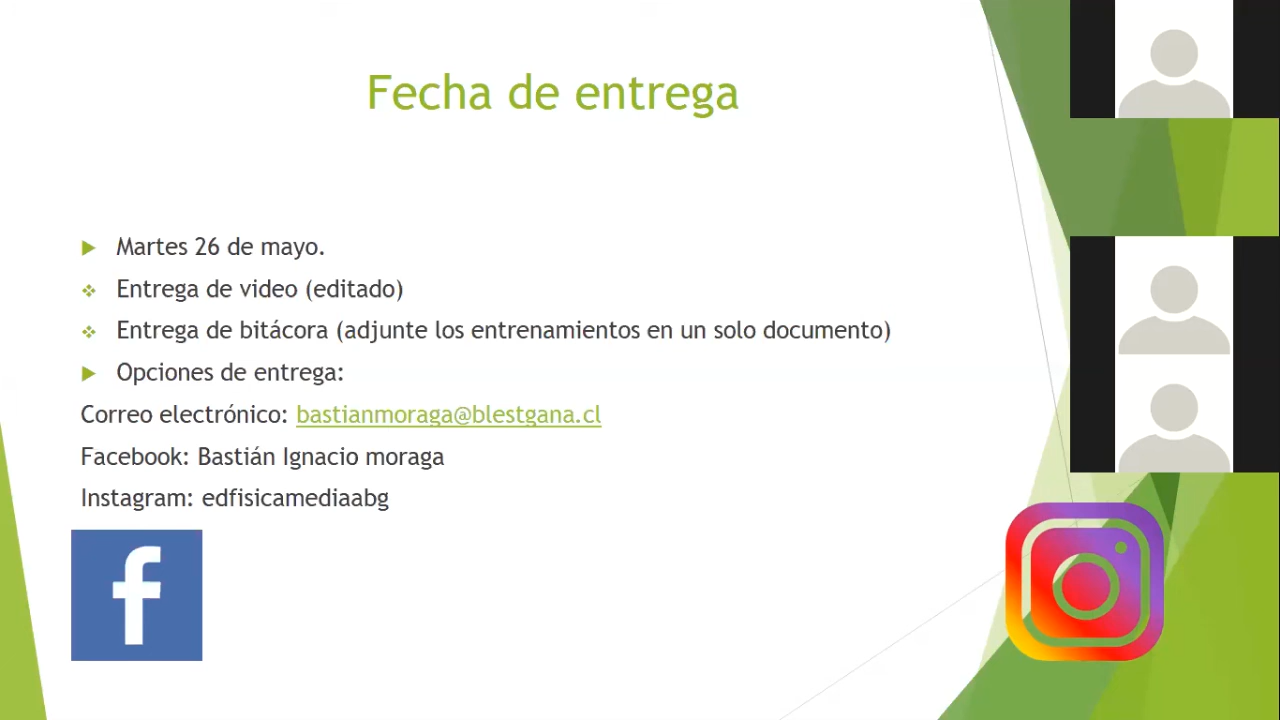 Fecha de entrega
Martes 26 de mayo.
Entrega de video (editado)
Entrega de bitácora (adjunte los entrenamientos en un solo documento)
Opciones de entrega:
Correo electrónico: bastianmoraga@blestgana.cl
Facebook: Bastián Ignacio moraga
Instagram: edfisicamediaabg